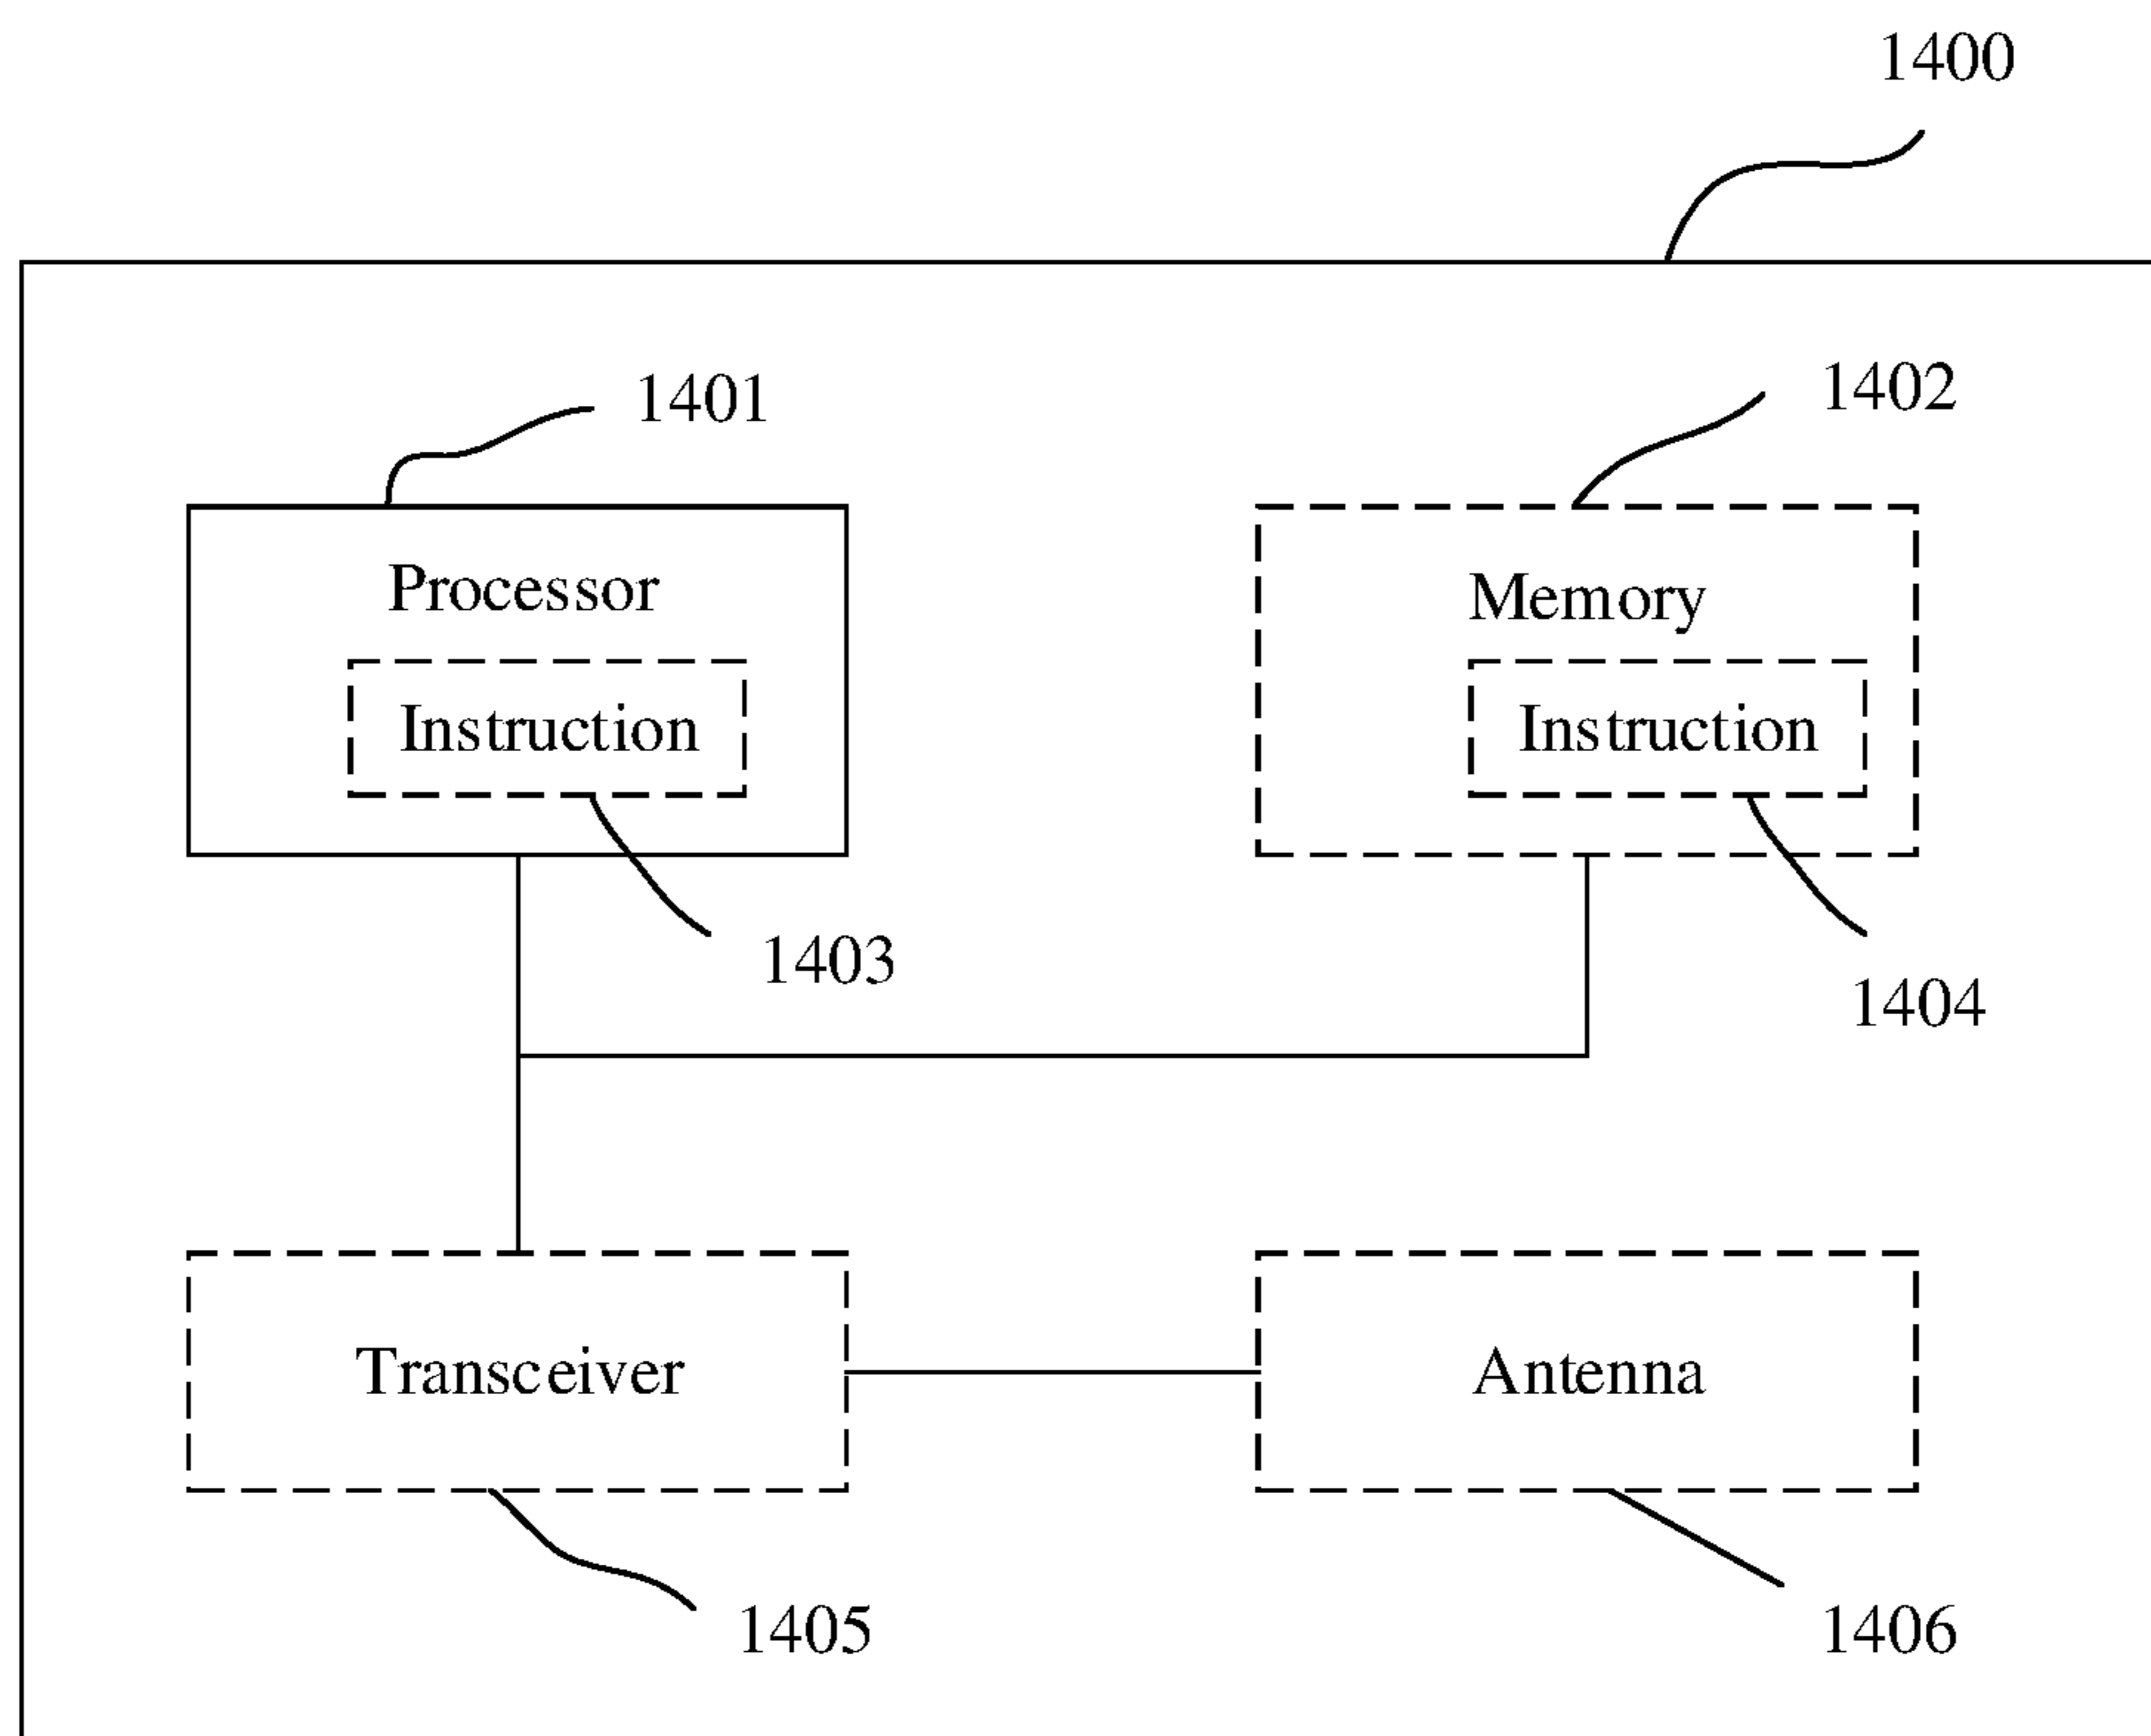 1400
1401
1402
Processor
Memory
Instruction
Instruction
1403
1404
Transceiver
Antenna
1405
1406